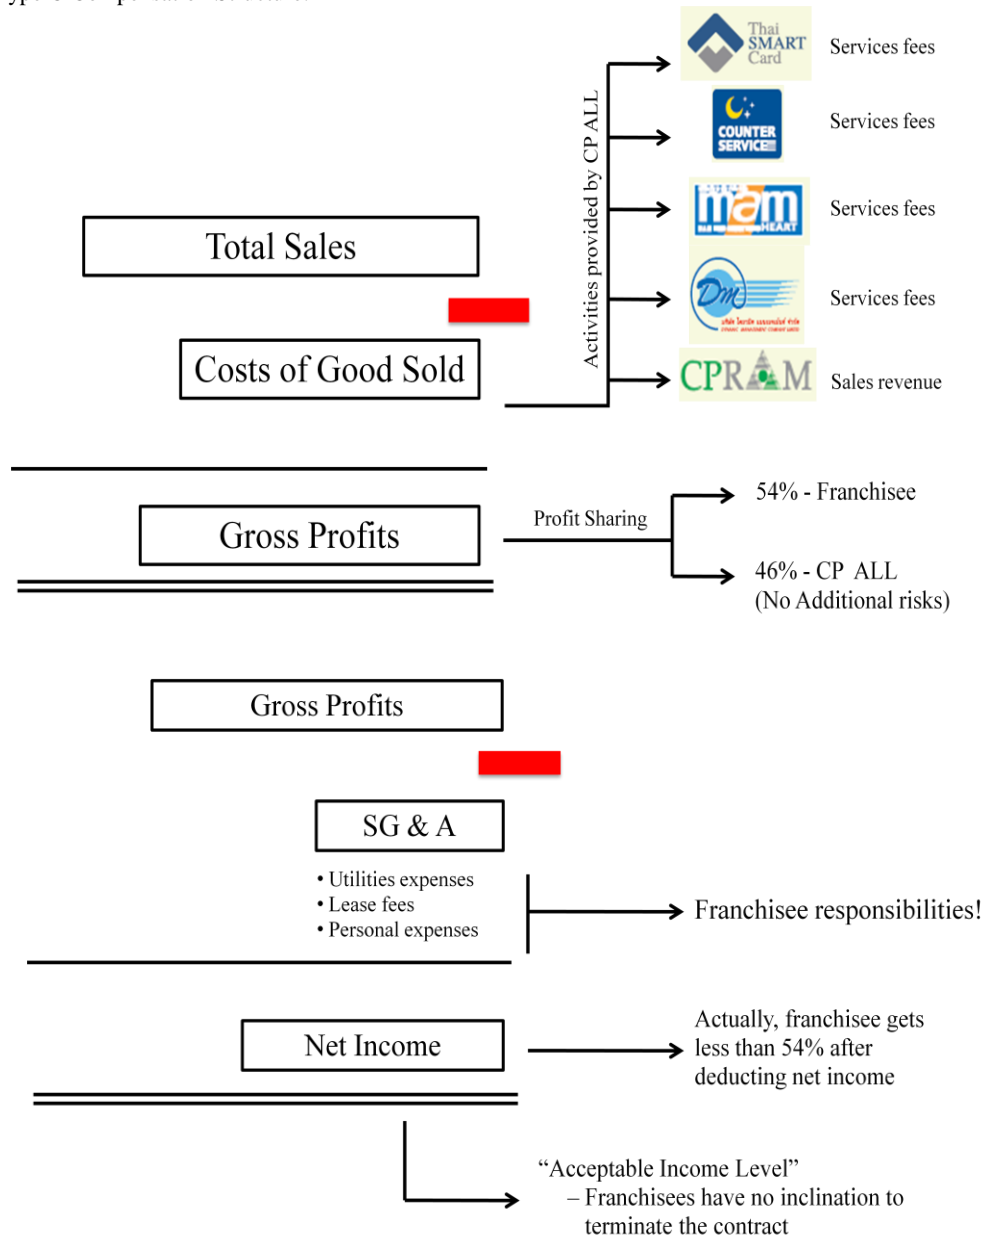 Thai
SMART
Card
Services fees
COUNTER
SERVICE
Services fees
mam
HEART
Services fees
Dm
Services fees
CPRAM
Sales revenue
Activities provided by CP ALL
Total Sales
Costs of Good Sold
Gross Profits
Profit Sharing
54% - Franchisee
46% - CP ALL
(No Additional risks)
Gross Profits
SG & A
• Utilities expenses
• Lease fees
• Personal expenses
Franchisee responsibilities!
Net Income
Actually, franchisee gets
less than 54% after
deducting net income
“Acceptable Income Level”
– Franchisees have no inclination to
terminate the contract